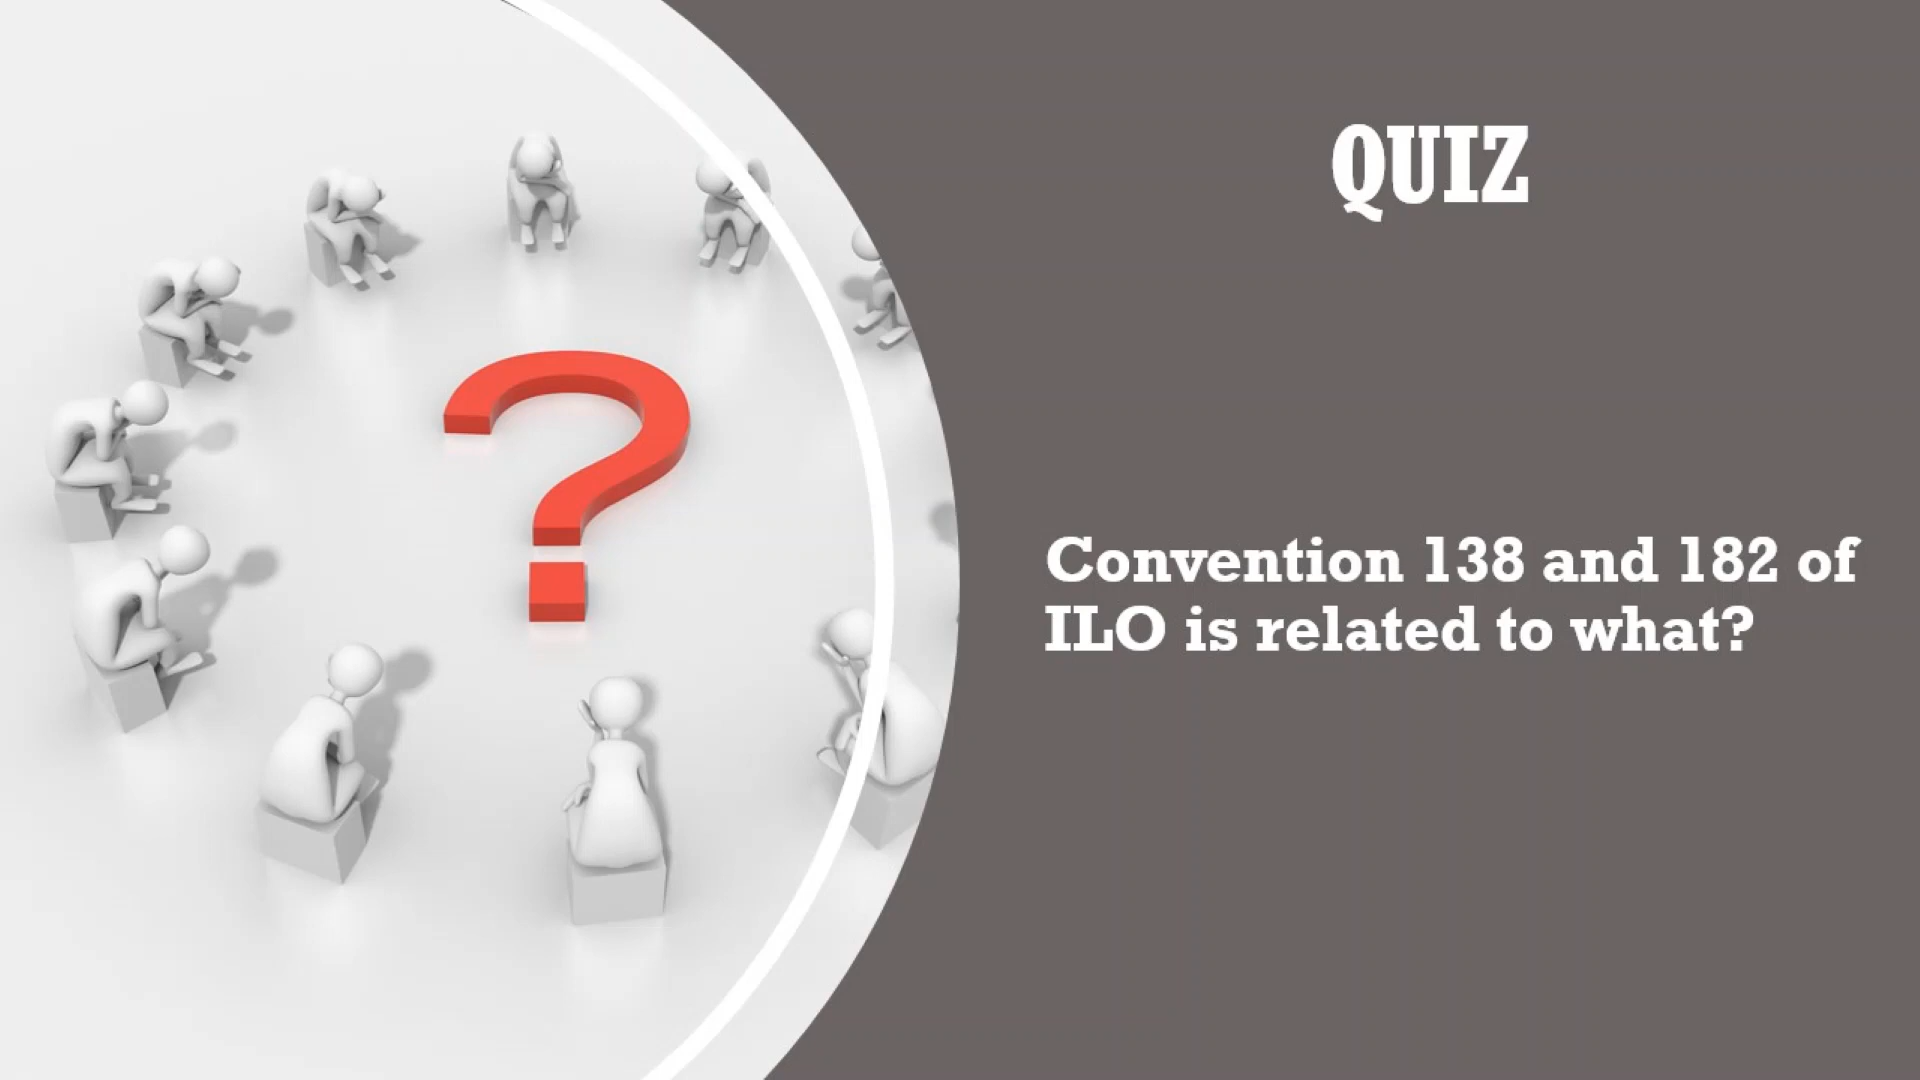 QUIZ
Convention 138 and 182 of
ILO is related to what?